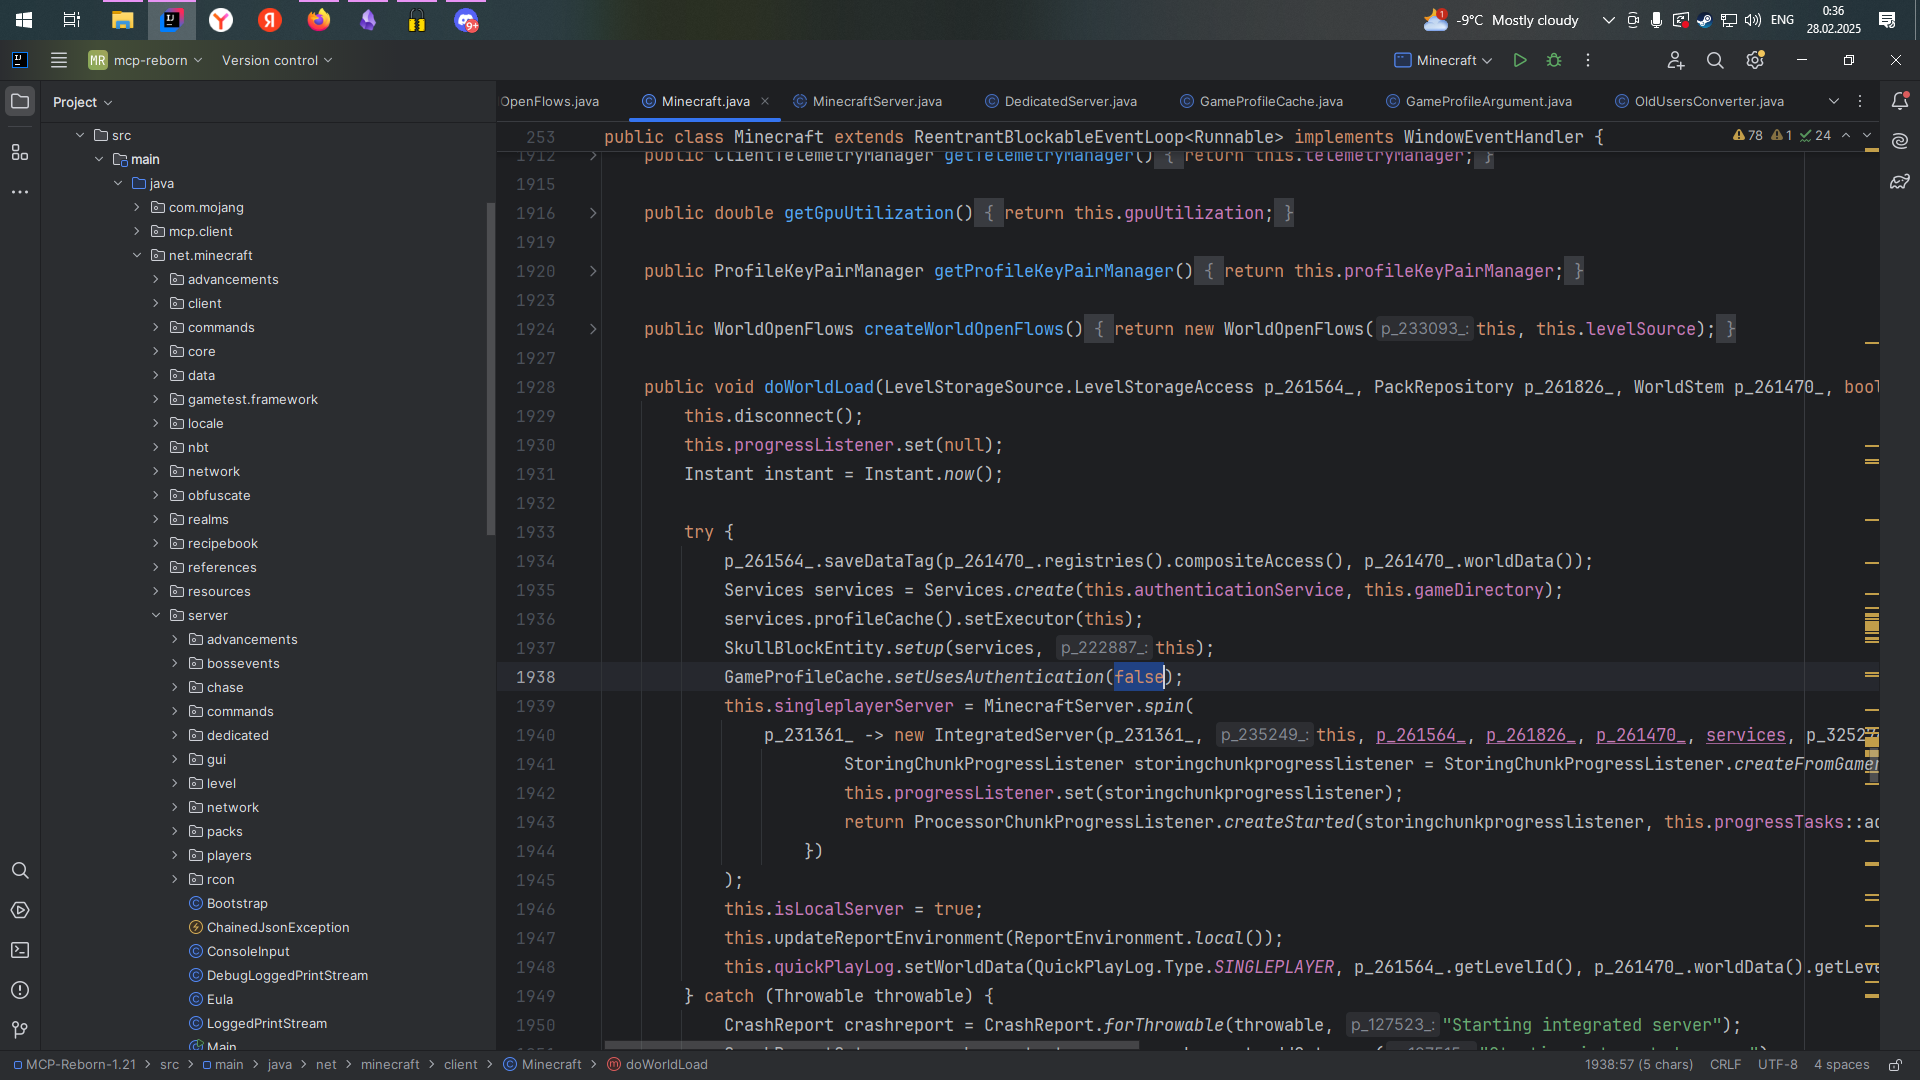 -9°C Mostly cloudy
ENG
0:36
28.02.2025
MR mcp-reborn
Version control
Minecraft
Project
OpenFlows.java
Minecraft.java
MinecraftServer.java
DedicatedServer.java
GameProfileCache.java
GameProfileArgument.java
OldUsersConverter.java
src
main
java
com.mojang
mcp.client
net.minecraft
advancements
client
commands
core
data
gametest.framework
locale
nbt
network
obfuscate
realms
recipebook
references
resources
server
advancements
bossevents
chase
commands
dedicated
gui
level
network
packs
players
rcon
Bootstrap
ChainedJsonException
ConsoleInput
DebugLoggedPrintStream
Eula
LoggedPrintStream
Main
253 public class Minecraft extends ReentrantBlockableEventLoop<Runnable> implements WindowEventHandler {
78 1 24
1912 public ClientTelemetryManager getTelemetryManager() { return this.telemetryManager; }
1915
1916 public double getGpuUtilization() { return this.gpuUtilization; }
1919
1920 public ProfileKeyPairManager getProfileKeyPairManager() { return this.profileKeyPairManager; }
1923
1924 public WorldOpenFlows createWorldOpenFlows() { return new WorldOpenFlows( p_233093_: this, this.levelSource); }
1927
1928 public void doWorldLoad(LevelStorageSource.LevelStorageAccess p_261564_, PackRepository p_261826_, WorldStem p_261470_, bool
1929 this.disconnect();
1930 this.progressListener.set(null);
1931 Instant instant = Instant.now();
1932
1933 try {
1934 p_261564_.saveDataTag(p_261470_.registries().compositeAccess(), p_261470_.worldData());
1935 Services services = Services.create(this.authenticationService, this.gameDirectory);
1936 services.profileCache().setExecutor(this);
1937 SkullBlockEntity.setup(services, p_222887_: this);
1938 GameProfileCache.setUsesAuthentication(false);
1939 this.singleplayerServer = MinecraftServer.spin(
1940 p_231361_ -> new IntegratedServer(p_231361_, p_235249_: this, p_261564_, p_261826_, p_261470_, services, p_32527
1941 StoringChunkProgressListener storingchunkprogresslistener = StoringChunkProgressListener.createFromGame
1942 this.progressListener.set(storingchunkprogresslistener);
1943 return ProcessorChunkProgressListener.createStarted(storingchunkprogresslistener, this.progressTasks::ad
1944 })
1945 );
1946 this.isLocalServer = true;
1947 this.updateReportEnvironment(ReportEnvironment.local());
1948 this.quickPlayLog.setWorldData(QuickPlayLog.Type.SINGLEPLAYER, p_261564_.getLevelId(), p_261470_.worldData().getLeve
1949 } catch (Throwable throwable) {
1950 CrashReport crashreport = CrashReport.forThrowable(throwable, p_127523_: "Starting integrated server");
MCP-Reborn-1.21 > src > main > java > net > minecraft > client > Minecraft > doWorldLoad
1938:57 (5 chars) CRLF UTF-8 4 spaces